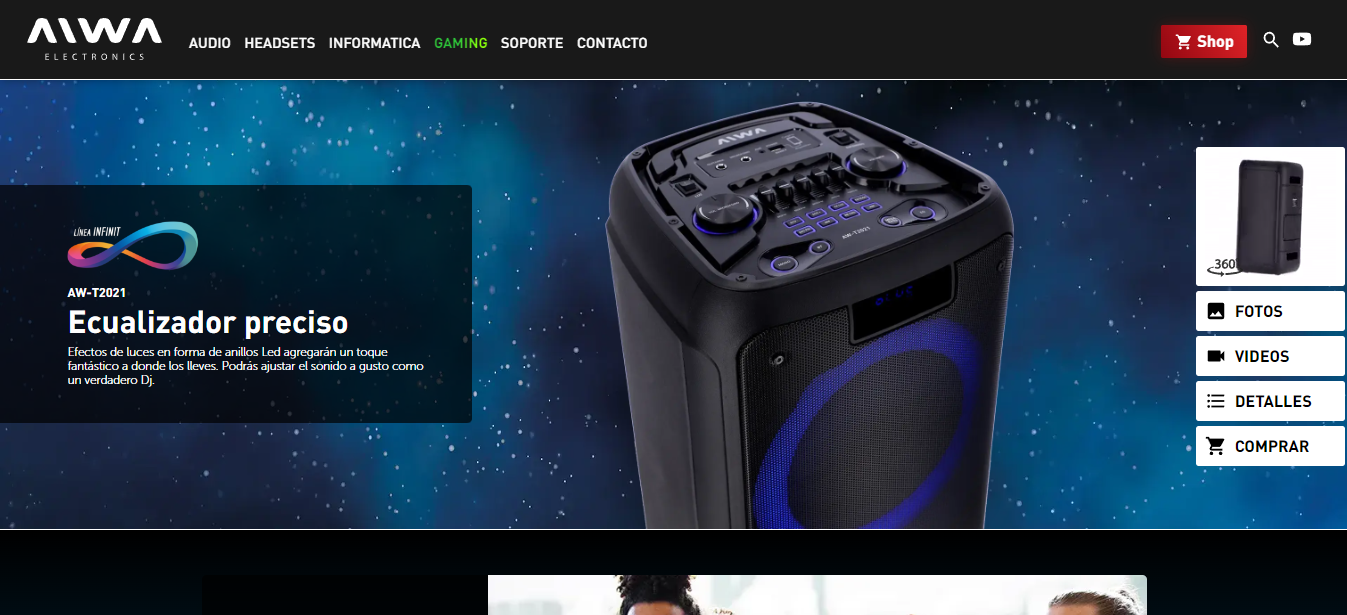 AIWA
ELECTRONICS
AUDIO HEADSETS INFORMATICA GAMING SOPORTE CONTACTO
Shop
LÍNEA INFINIT
AW-T2021
Ecualizador preciso
Efectos de luces en forma de anillos Led agregarán un toque
fantástico a donde los lleves. Podrás ajustar el sonido a gusto como
un verdadero Dj.
AIWA
AW-T2021
360°
FOTOS
VIDEOS
DETALLES
COMPRAR